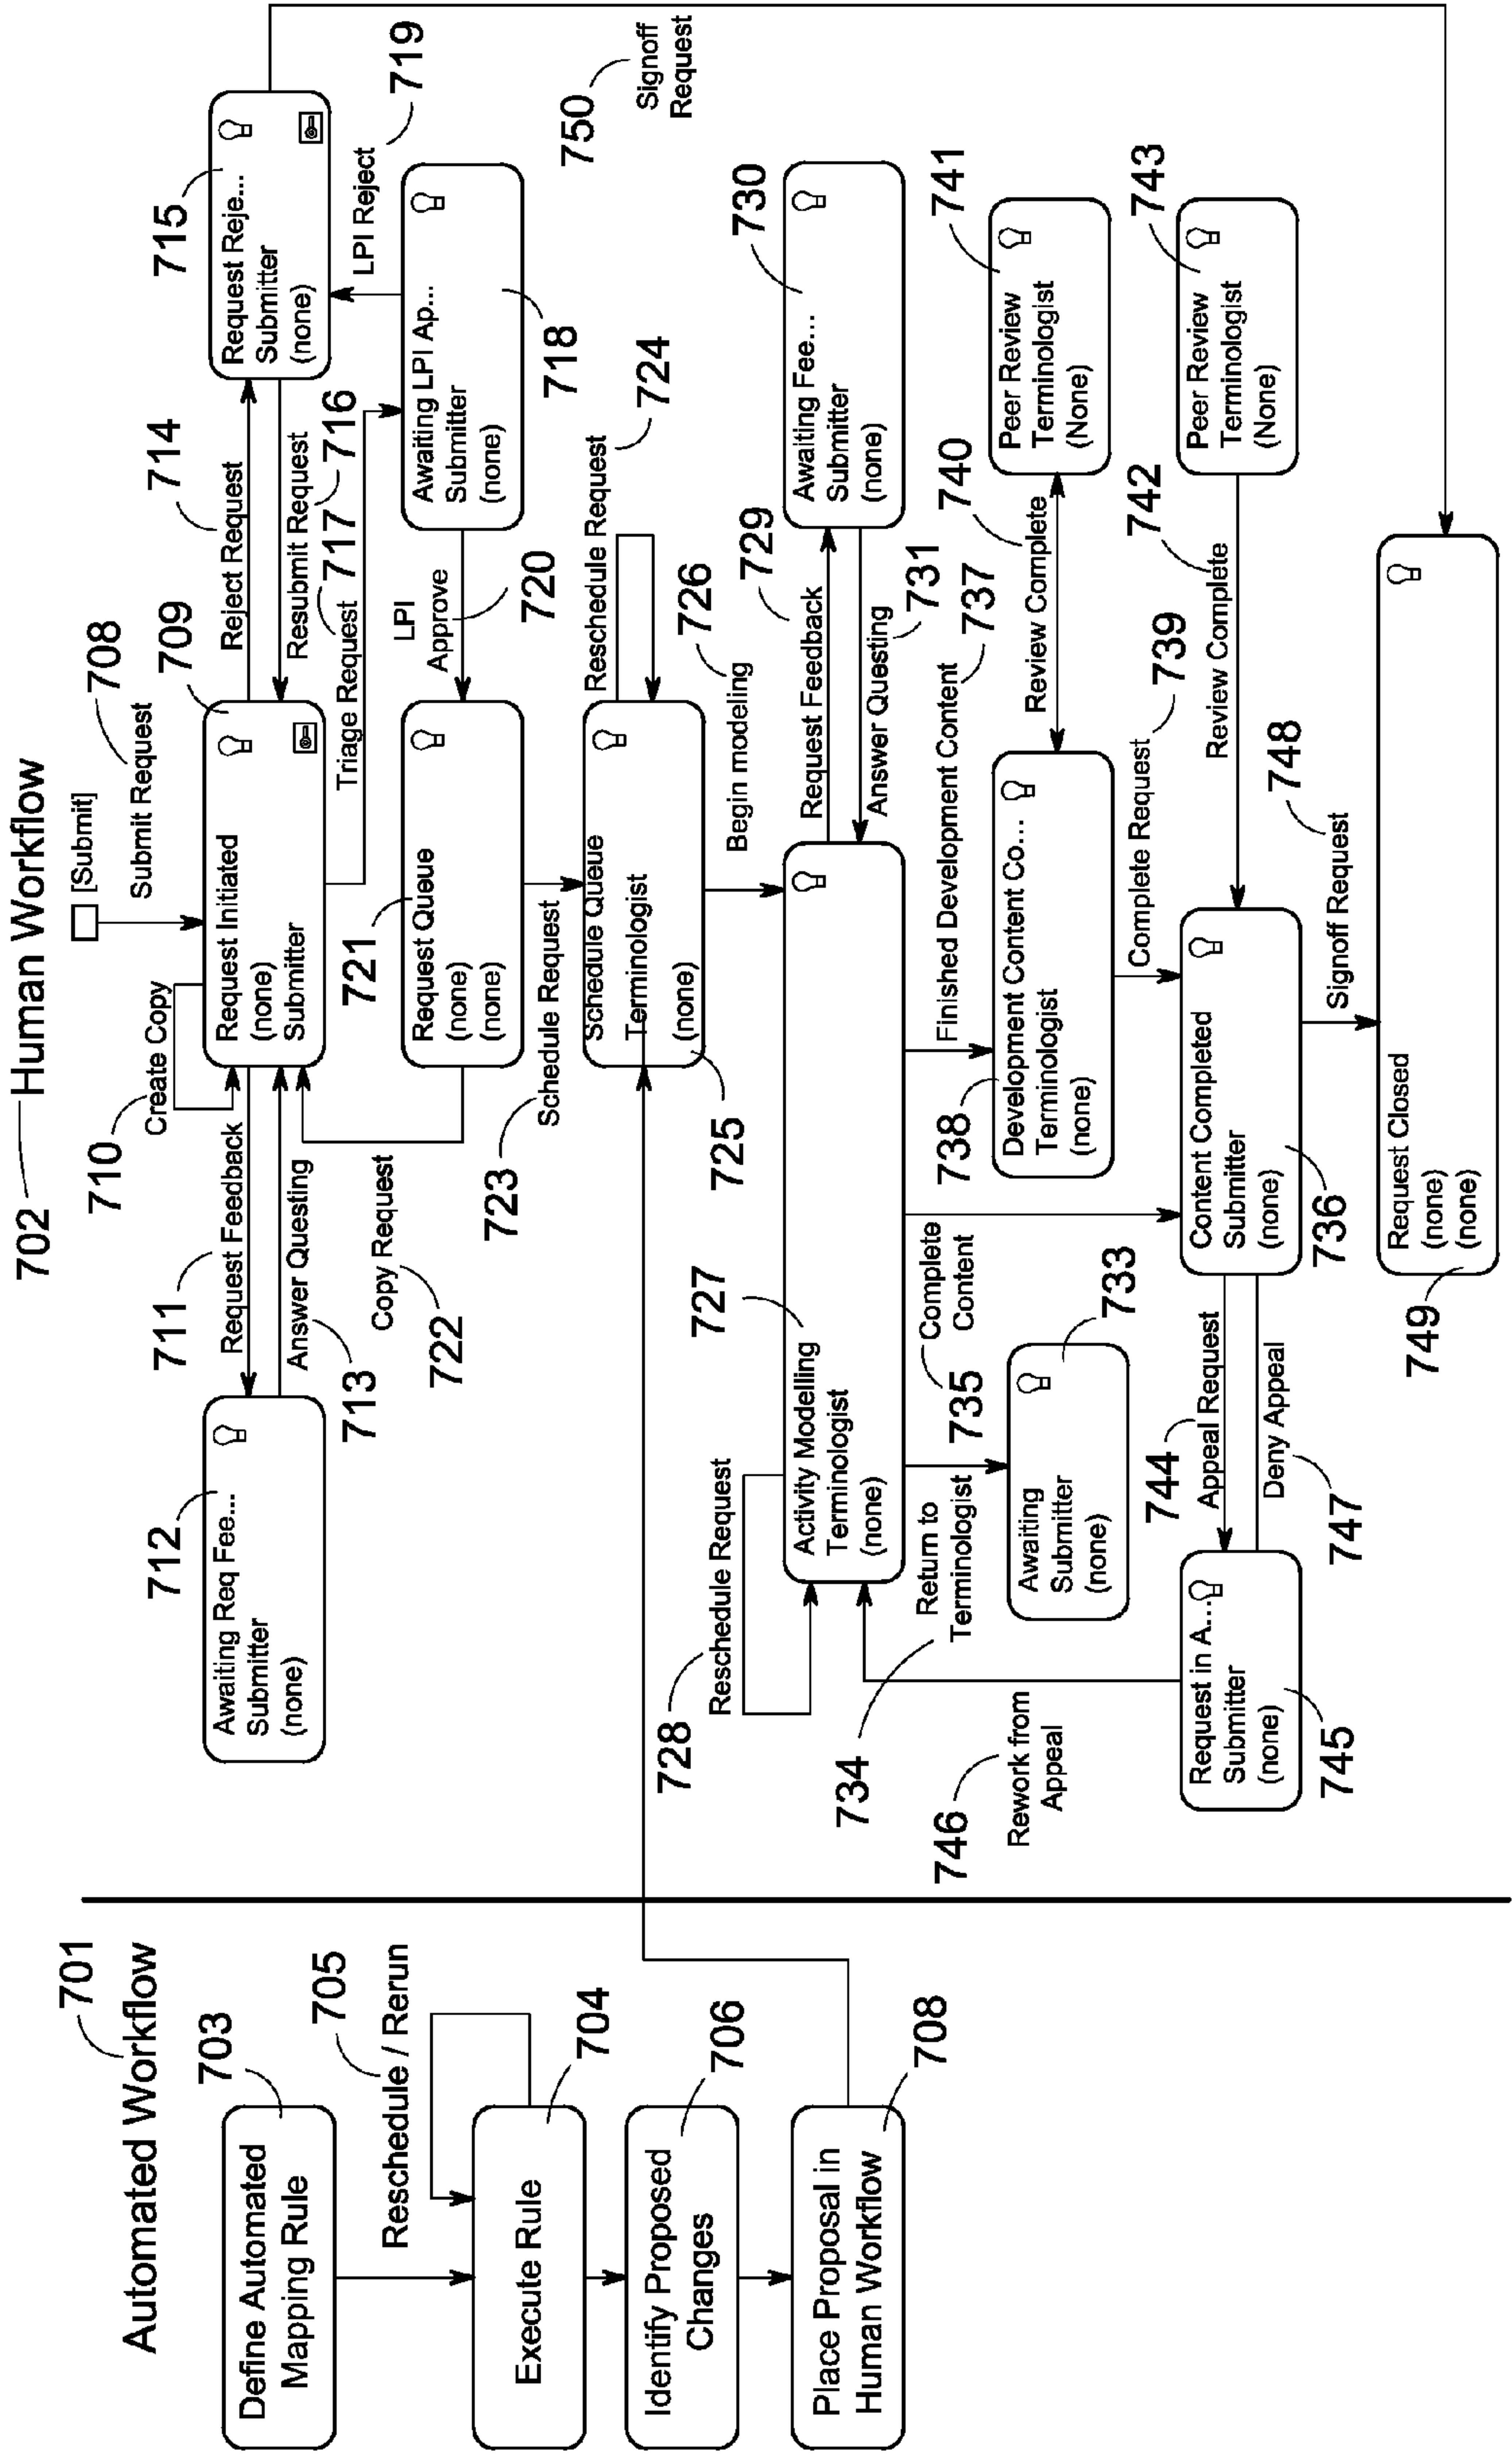 701
Automated Workflow
703
Define Automated
Mapping Rule
705
Reschedule / Rerun
Execute Rule
704
Identify Proposed
Changes
706
Place Proposal in
Human Workflow
708
702
Human Workflow
[Submit]
708
Submit Request
709
Request Initiated
(none)
Submitter
710
Create Copy
711
Request Feedback
712
Awaiting Req Fee...
Submitter
(none)
Answer Questing
713
714
Reject Request
715
Request Reje...
Submitter
(none)
Resubmit Request
716
717
Triage Request
Awaiting LPI Ap...
Submitter
(none)
718
LPI Reject
719
LPI
Approve
720
721
Request Queue
(none)
(none)
Copy Request
722
723
Schedule Request
Reschedule Request
724
Schedule Queue
Terminologist
(none)
725
726
Begin modeling
727
Activity Modelling
Terminologist
(none)
728
Reschedule Request
729
Request Feedback
730
Awaiting Fee...
Submitter
(none)
Answer Questing
731
734
Return to
Terminologist
Awaiting
Submitter
(none)
733
Complete
Content
735
Finished Development Content
737
738
Development Content Co...
Terminologist
(none)
740
Review Complete
741
Peer Review
Terminologist
(None)
Complete Request
739
742
Review Complete
743
Peer Review
Terminologist
(None)
Content Completed
Submitter
(none)
736
744
Appeal Request
Request in A...
Submitter
(none)
745
746
Rework from
Appeal
Deny Appeal
747
748
Signoff Request
Request Closed
(none)
(none)
749
750
Signoff
Request